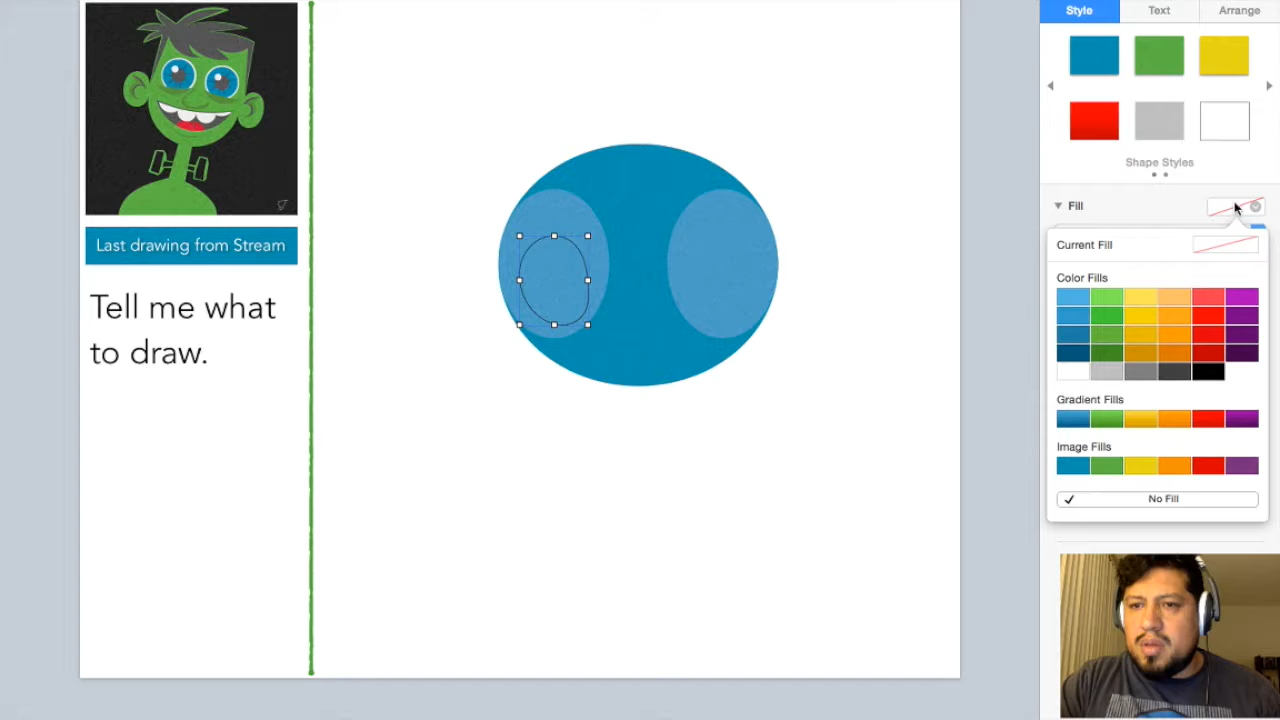 Style Text Arrange
Shape Styles
Fill
Current Fill
Color Fills
Gradient Fills
Image Fills
No Fill
Last drawing from Stream
Tell me what
to draw.